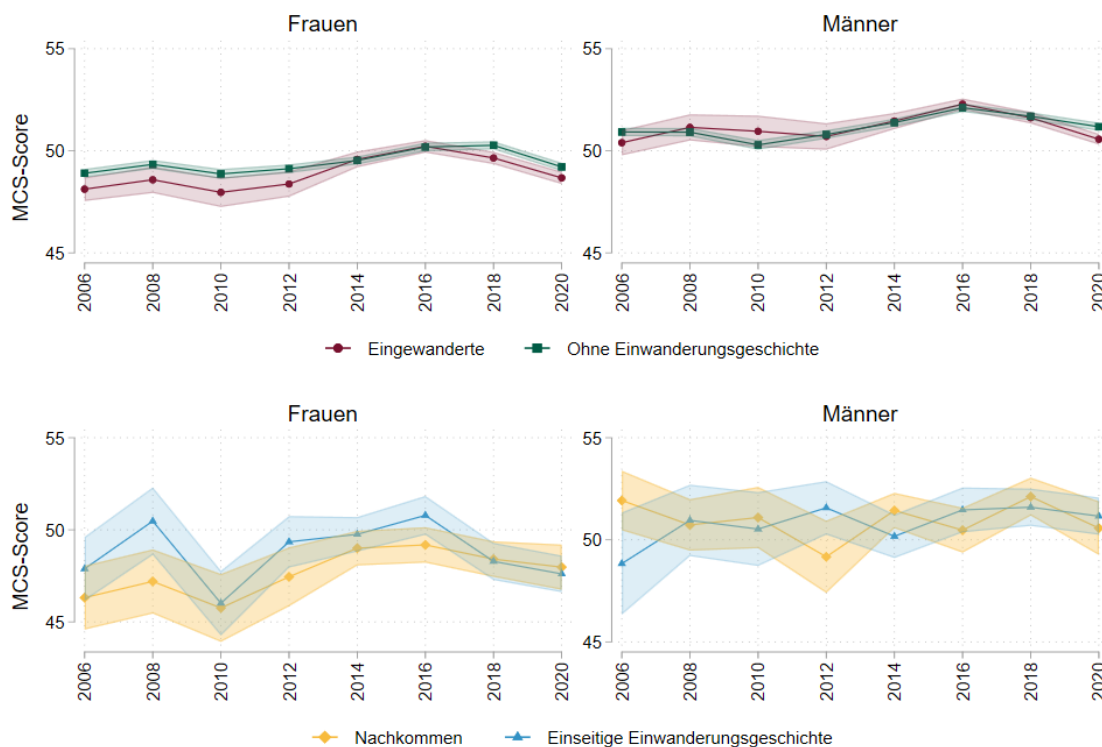 Frauen
Männer
MCS-Score
55
50
45
55
50
45
2006 2008 2010 2012 2014 2016 2018 2020
2006 2008 2010 2012 2014 2016 2018 2020
Eingewanderte Ohne Einwanderungsgeschichte
Frauen
Männer
MCS-Score
55
50
45
55
50
45
2006 2008 2010 2012 2014 2016 2018 2020
2006 2008 2010 2012 2014 2016 2018 2020
Nachkommen Einseitige Einwanderungsgeschichte